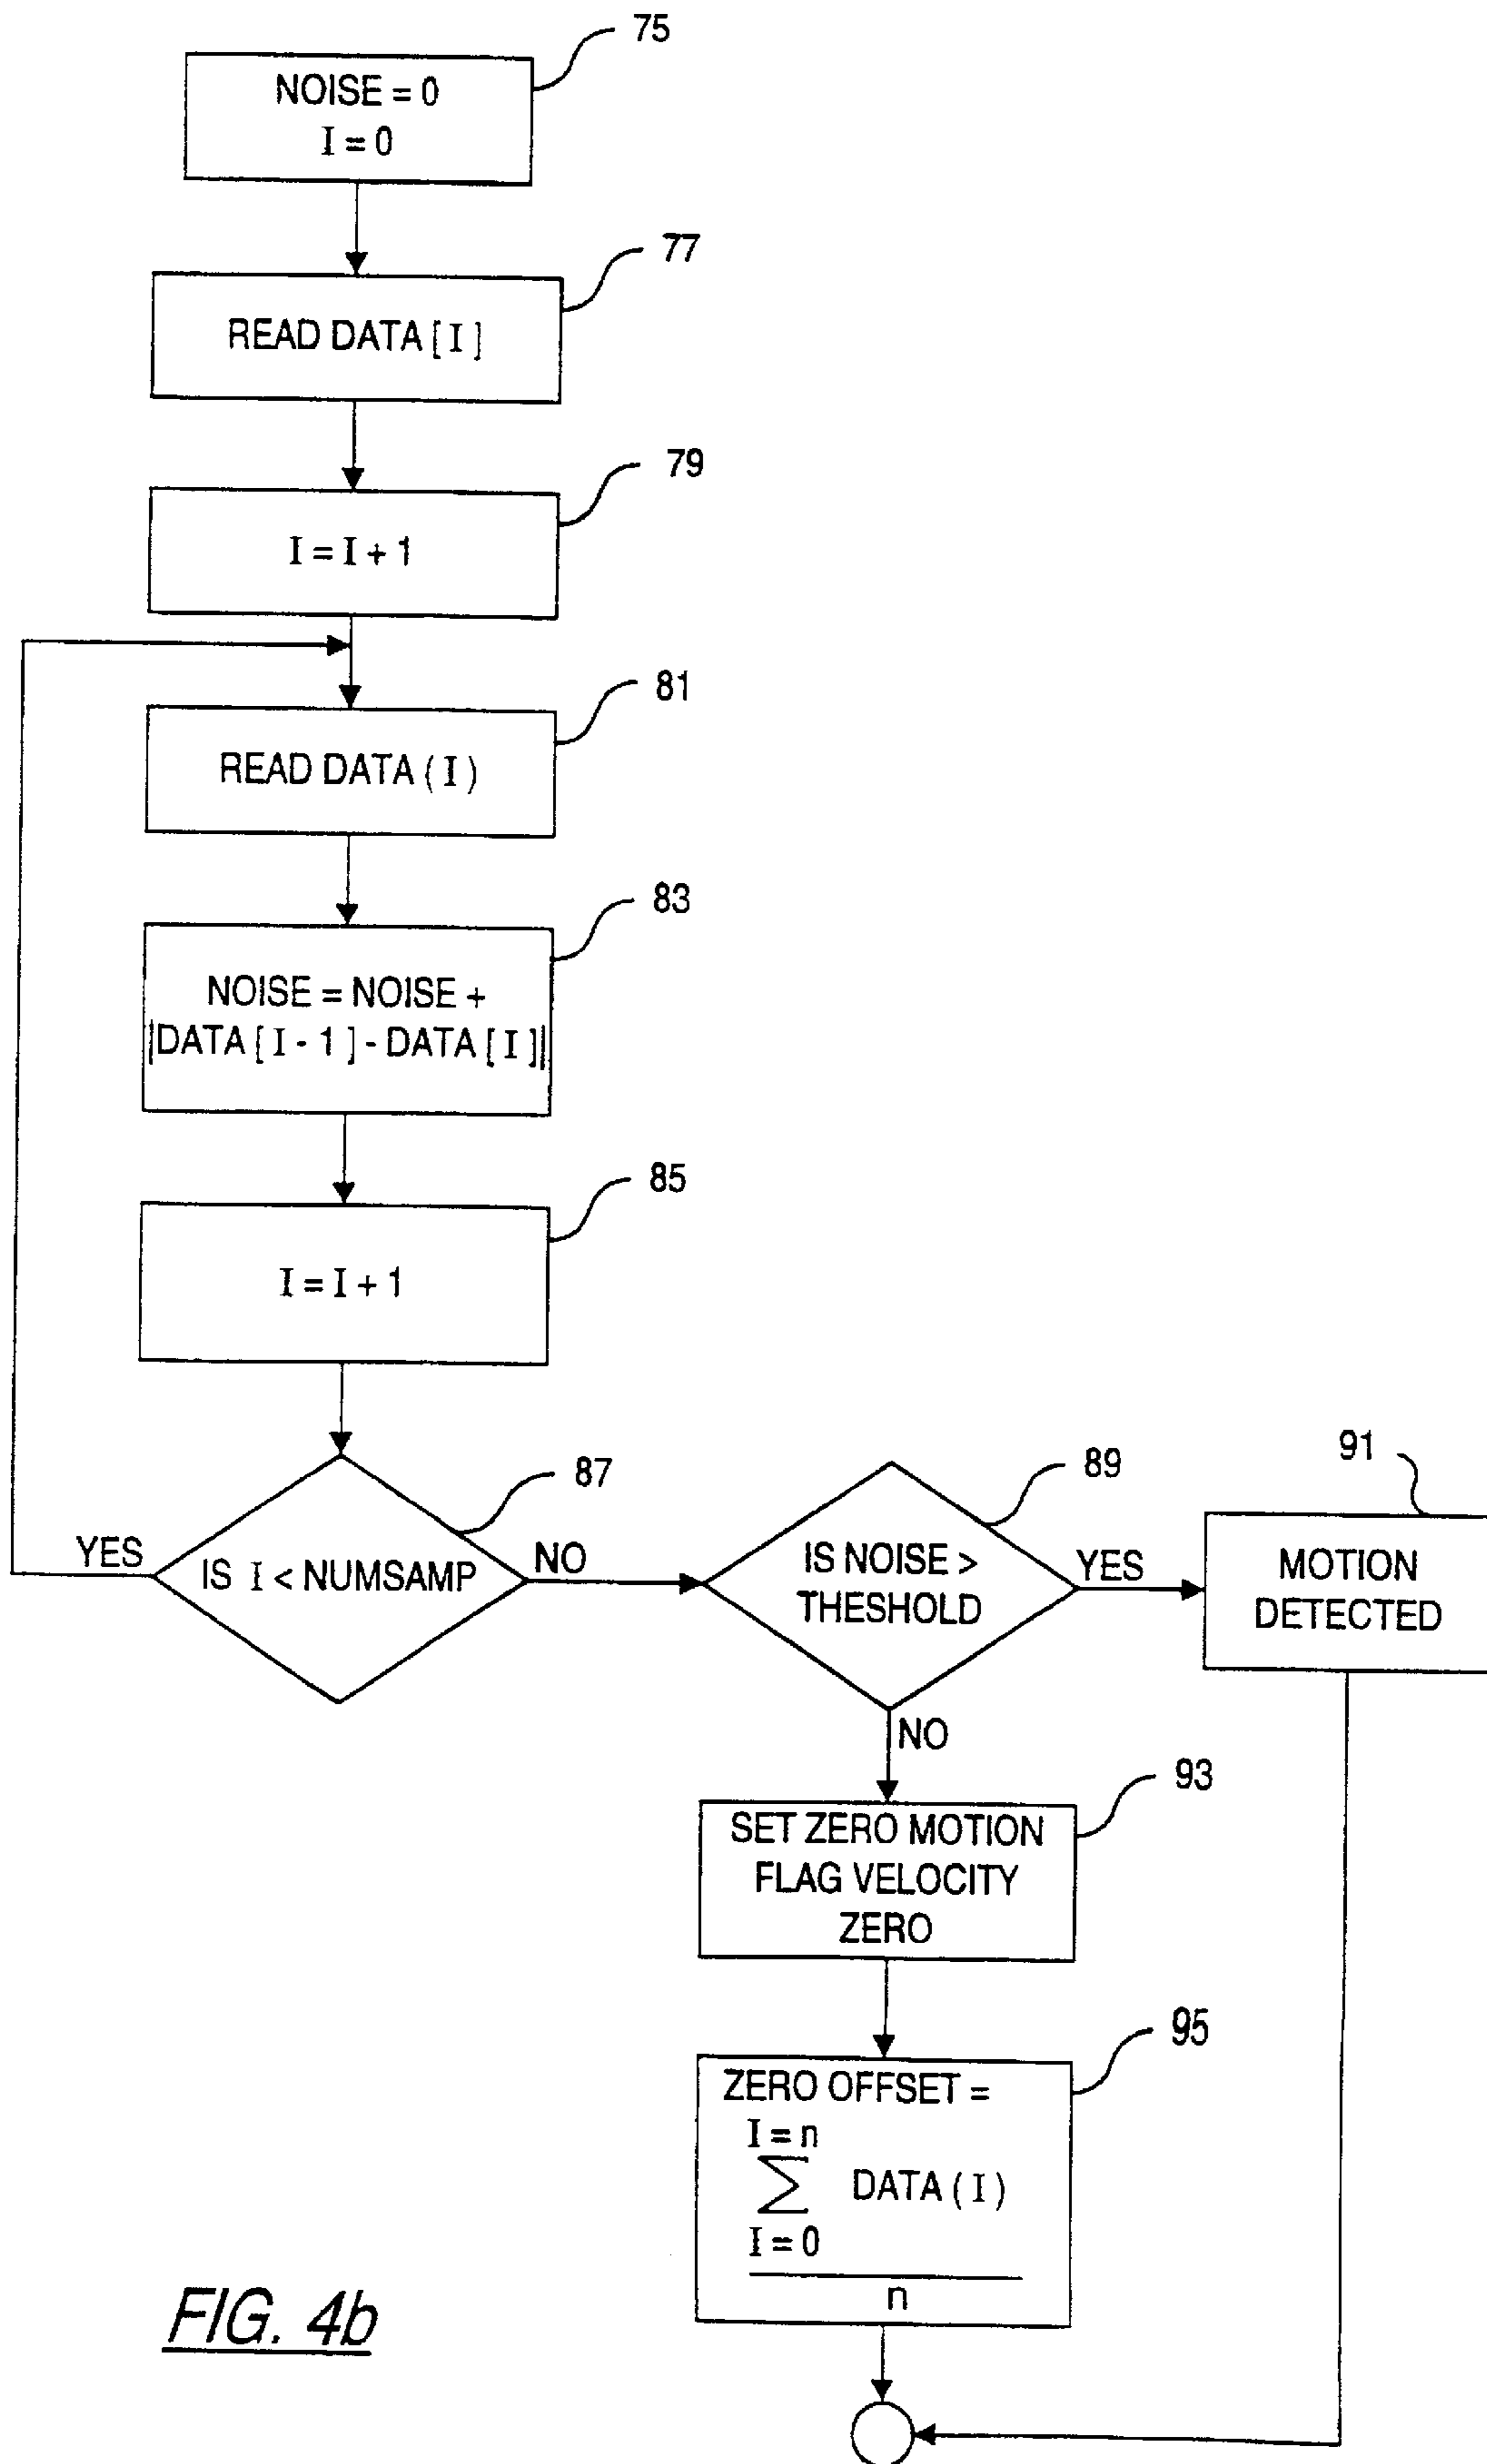 75
NOISE = 0
I = 0
77
READ DATA [ I ]
79
I = I + 1
81
READ DATA ( I )
83
NOISE = NOISE +
|DATA [ I - 1 ] - DATA [ I ]|
85
I = I + 1
87
IS I < NUMSAMP
YES
NO
89
IS NOISE >
THESHOLD
YES
NO
91
MOTION
DETECTED
93
SET ZERO MOTION
FLAG VELOCITY
ZERO
95
ZERO OFFSET =
I = n
∑ DATA ( I )
I = 0
n
FIG. 4b